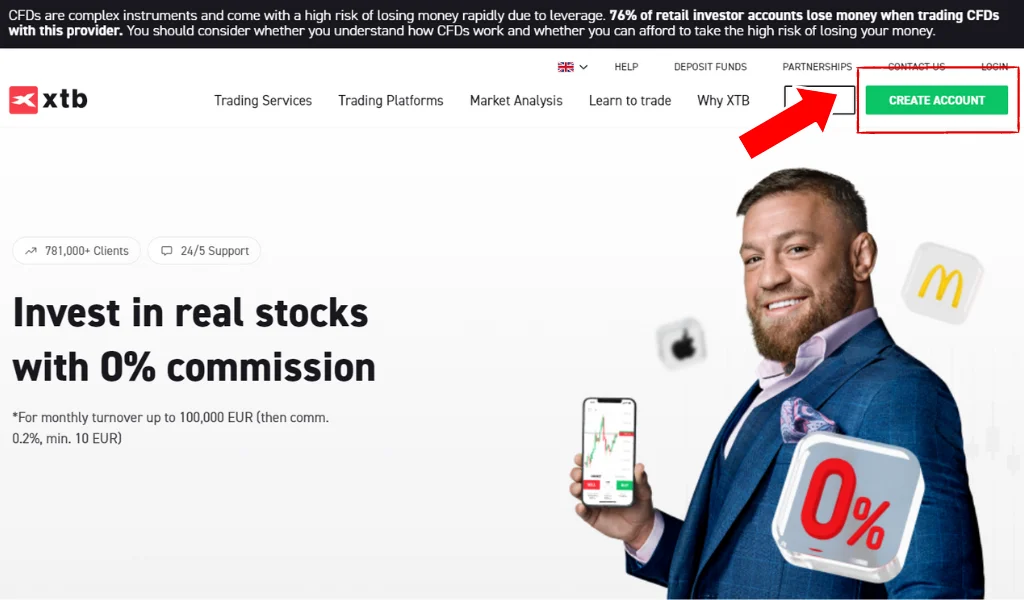 CFDs are complex instruments and come with a high risk of losing money rapidly due to leverage. 76% of retail investor accounts lose money when trading CFDs
with this provider. You should consider whether you understand how CFDs work and whether you can afford to take the high risk of losing your money.
HELP DEPOSIT FUNDS PARTNERSHIPS CONTACT US LOGIN
xtb Trading Services Trading Platforms Market Analysis Learn to trade Why XTB CREATE ACCOUNT
781,000+ Clients 24/5 Support
Invest in real stocks
with 0% commission
*For monthly turnover up to 100,000 EUR (then comm.
0.2%, min. 10 EUR)
SELL BUY
0%